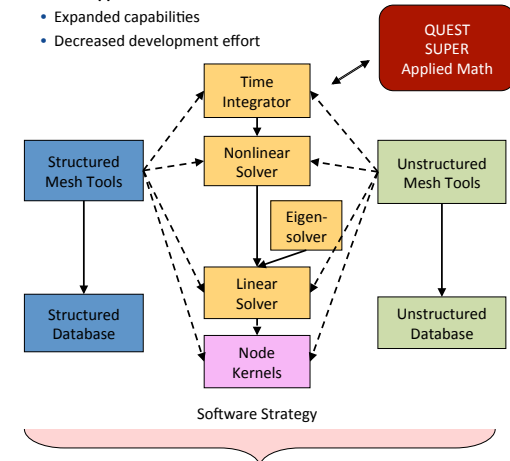 • Expanded capabilities
• Decreased development effort
QUEST
SUPER
Applied Math
Time
Integrator
Structured
Mesh Tools
Nonlinear
Solver
Unstructured
Mesh Tools
Eigen-
solver
Linear
Solver
Structured
Database
Unstructured
Database
Node
Kernels
Software Strategy